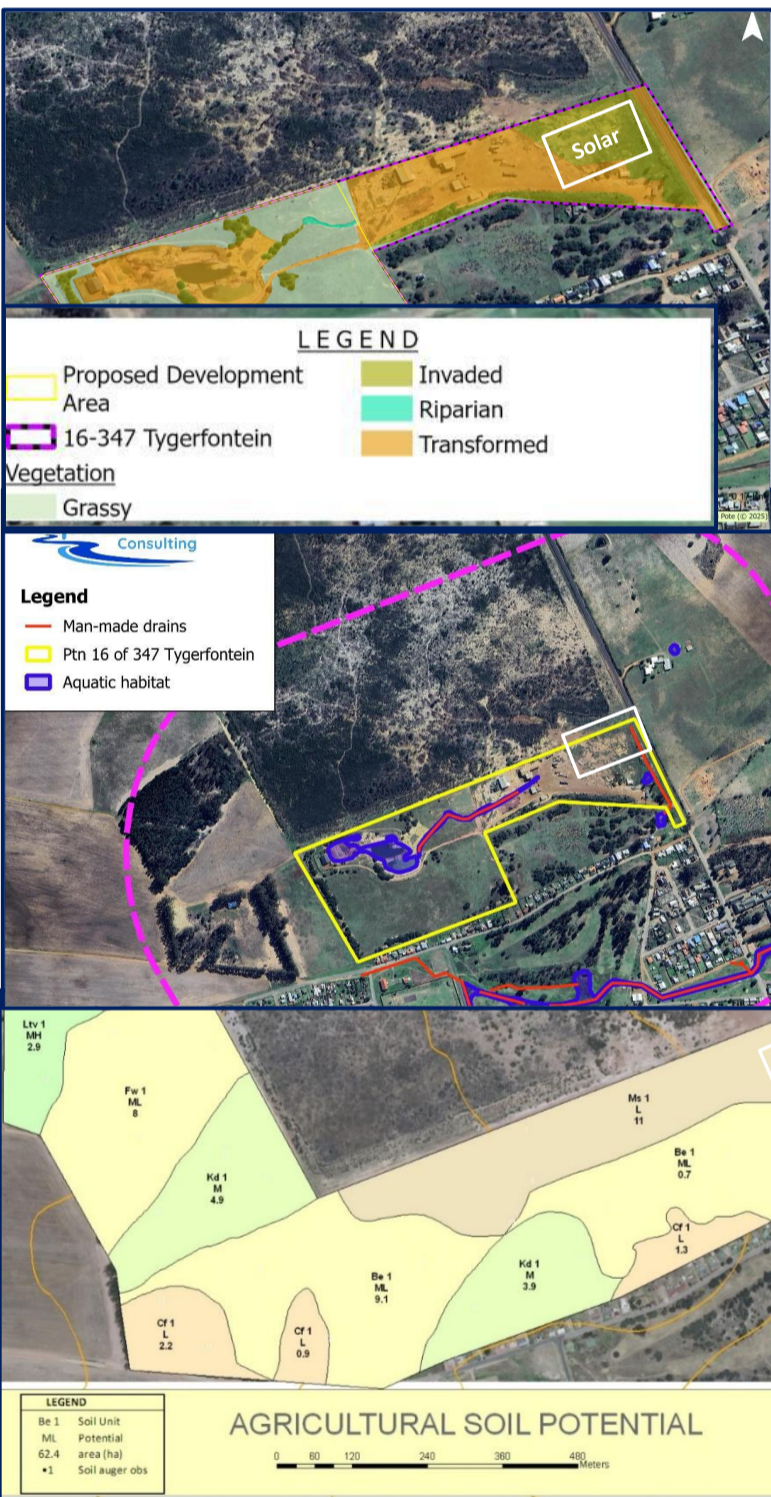 Solar
LEGEND
Proposed Development
Area
16-347 Tygerfontein
Vegetation
Grassy
Invaded
Riparian
Transformed
Pote (© 2025)
Consulting
Legend
Man-made drains
Ptn 16 of 347 Tygerfontein
Aquatic habitat
Ltv 1
MH
2.9
Fw 1
ML
8
Kd 1
M
4.9
Ms 1
L
11
Be 1
ML
0.7
Cf 1
L
1.3
Kd 1
M
3.9
Be 1
ML
9.1
Cf 1
L
2.2
Cf 1
L
0.9
LEGEND
Be 1 Soil Unit
ML Potential
62.4 area (ha)
•1 Soil auger obs
AGRICULTURAL SOIL POTENTIAL
0 60 120 240 360 480
Meters